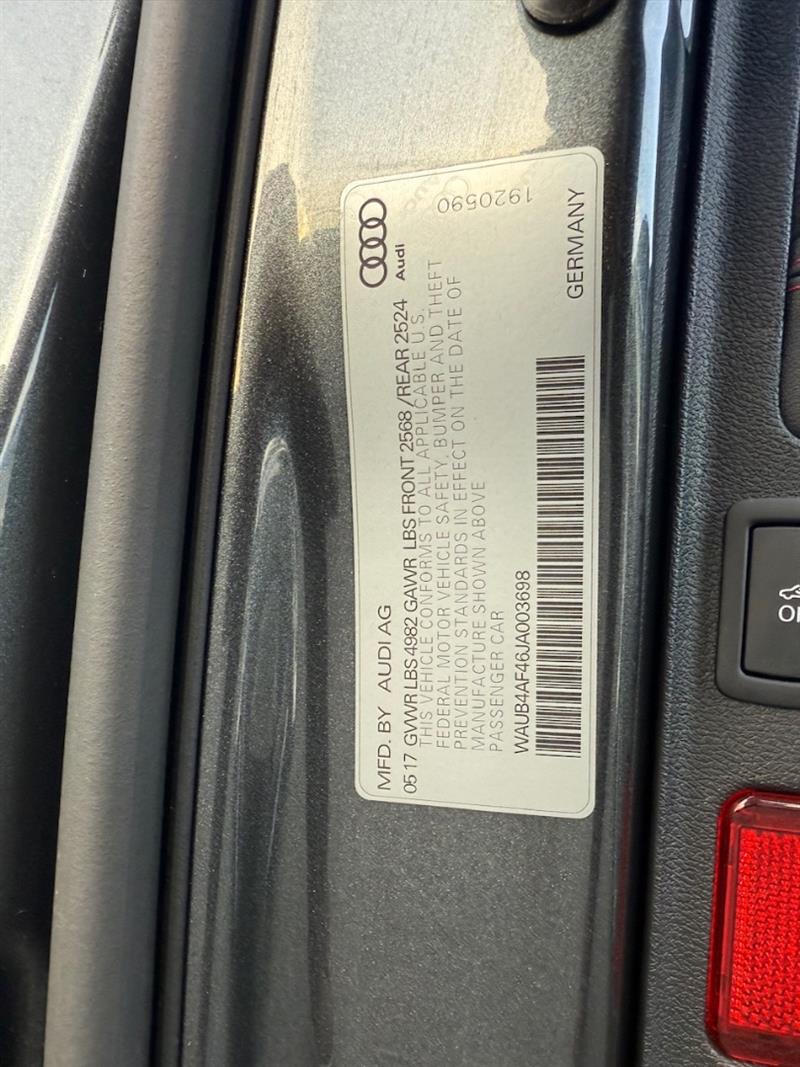 MFD. BY AUDI AG
0517 GVWR LBS 4982 GAWR LBS FRONT 2568 /REAR 2524
Audi
THIS VEHICLE CONFORMS TO ALL APPLICABLE U.S.
FEDERAL MOTOR VEHICLE SAFETY, BUMPER AND THEFT
PREVENTION STANDARDS IN EFFECT ON THE DATE OF
MANUFACTURE SHOWN ABOVE
PASSENGER CAR
1920590
WAUB4AF46JA003698
GERMANY